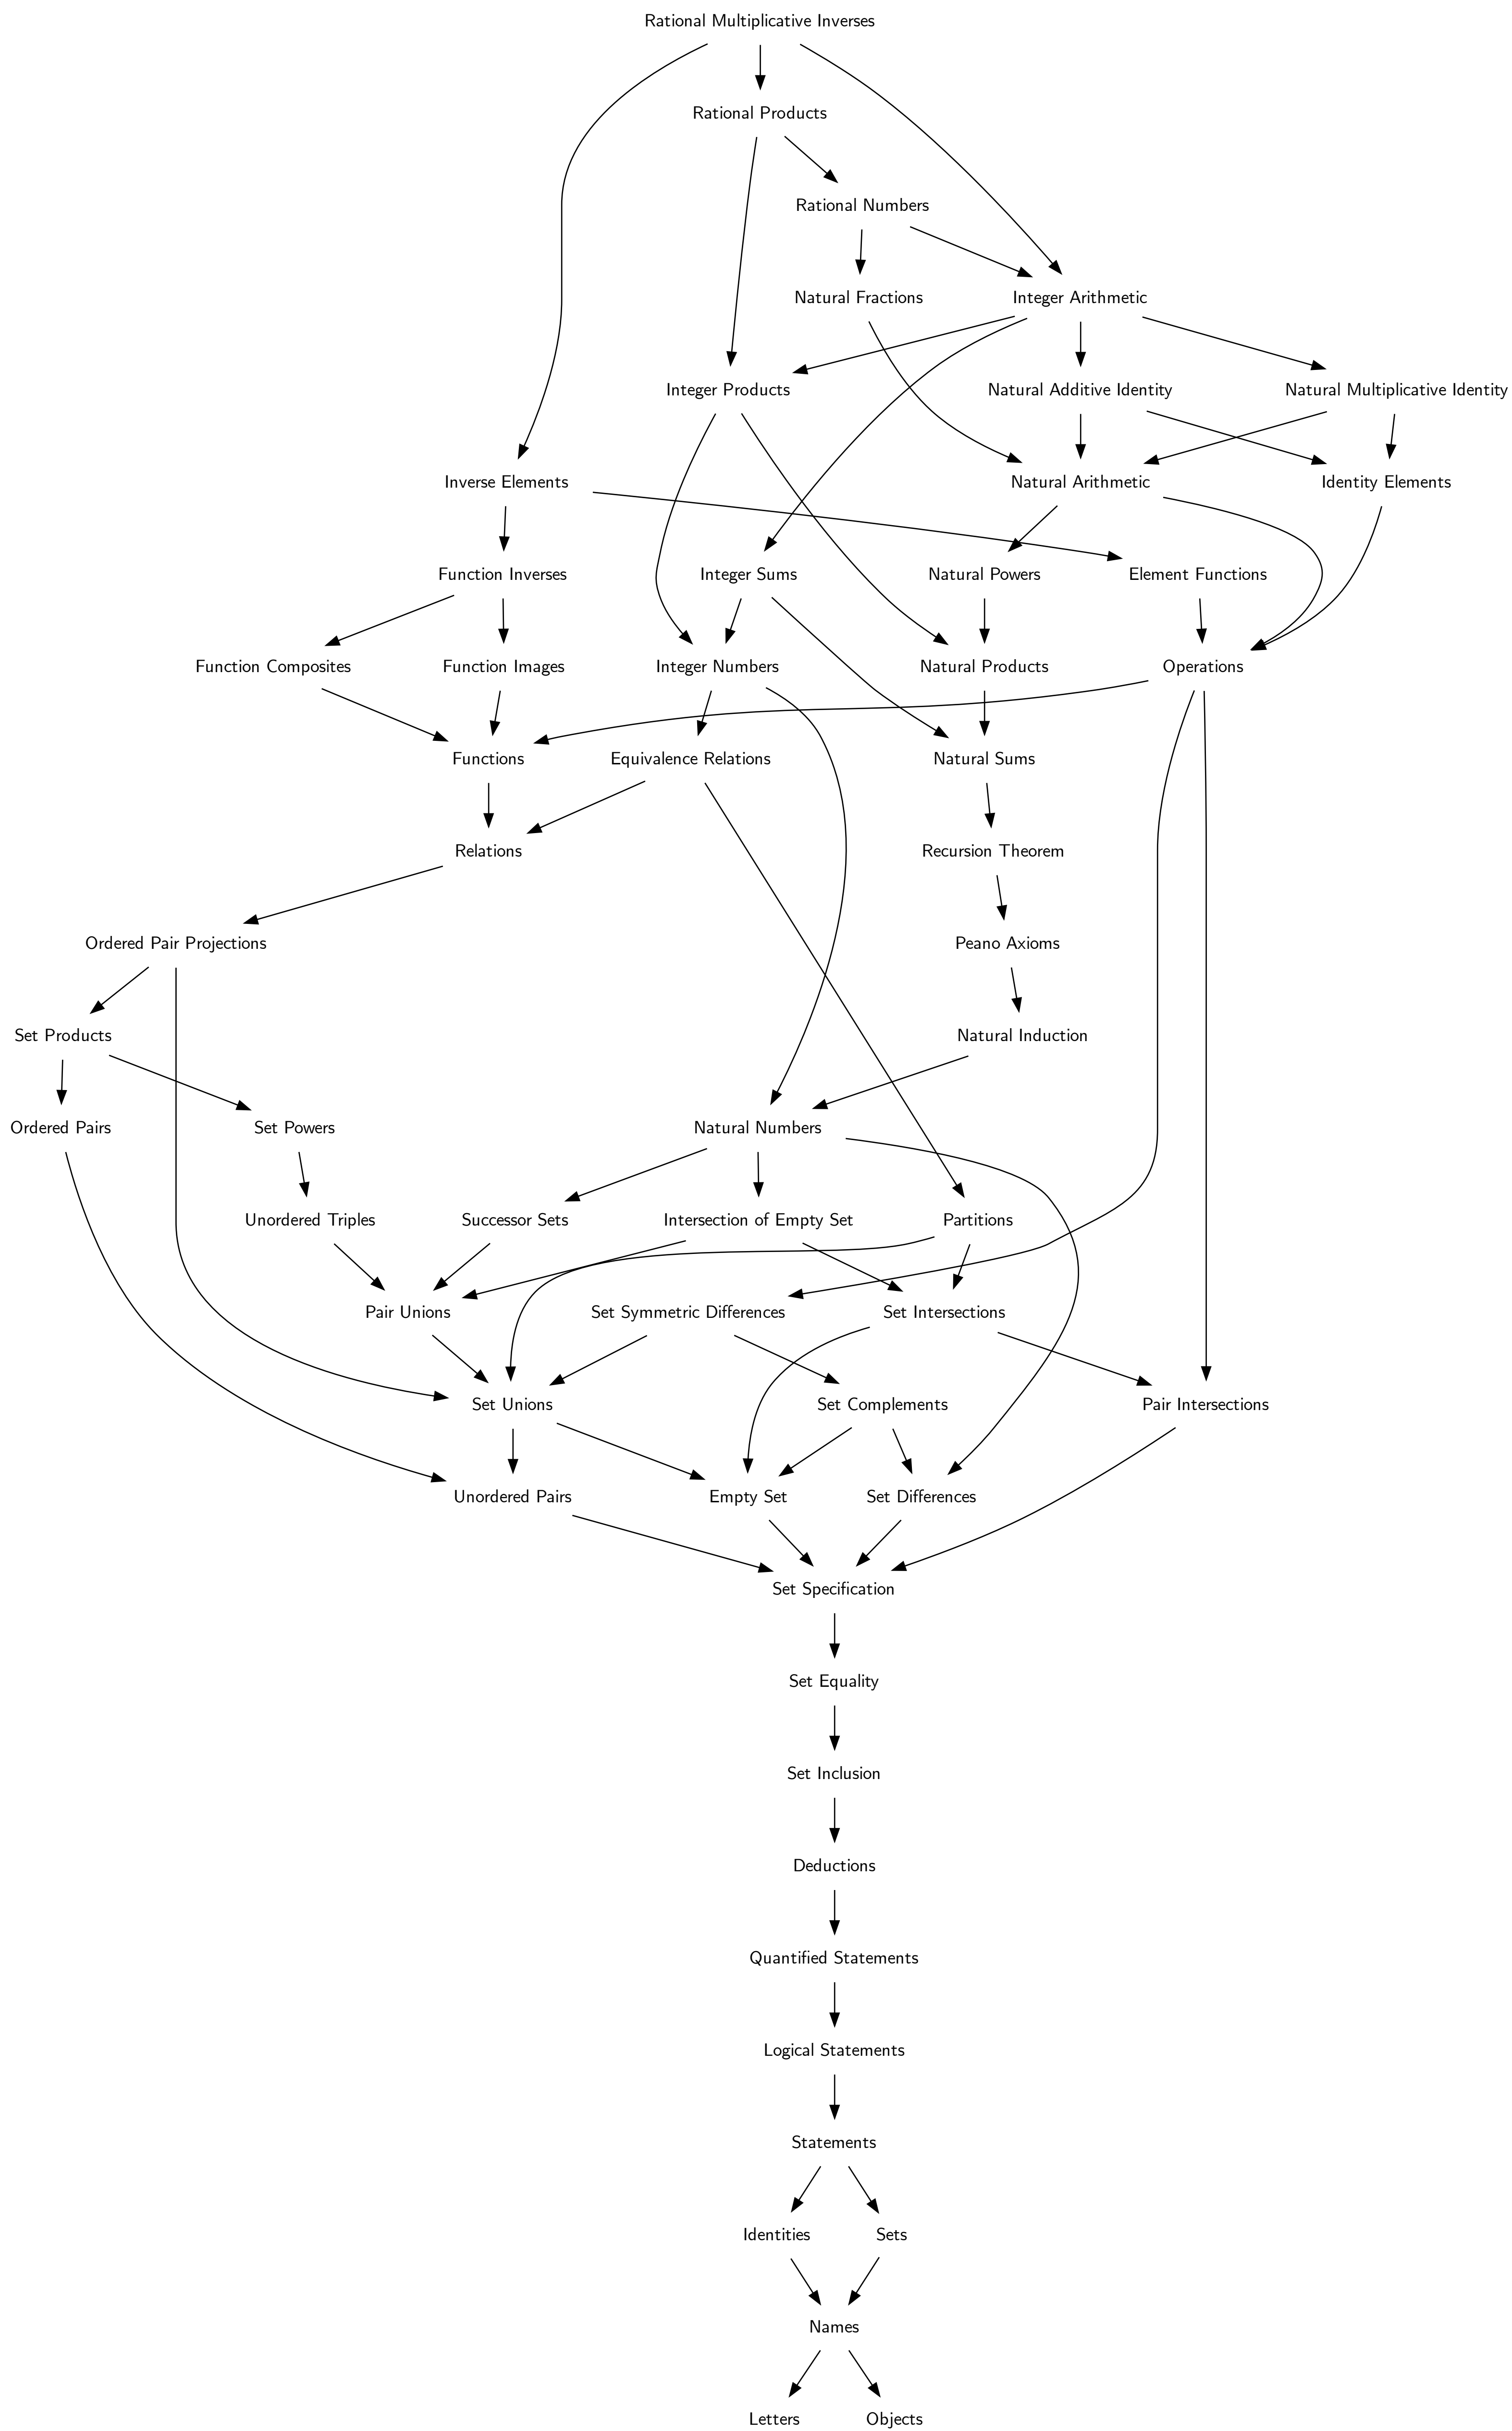 Rational Multiplicative Inverses
Rational Products
Rational Numbers
Natural Fractions
Integer Arithmetic
Integer Products
Natural Additive Identity
Natural Multiplicative Identity
Inverse Elements
Natural Arithmetic
Identity Elements
Function Inverses
Integer Sums
Natural Powers
Element Functions
Function Composites
Function Images
Integer Numbers
Natural Products
Operations
Functions
Equivalence Relations
Natural Sums
Relations
Recursion Theorem
Ordered Pair Projections
Peano Axioms
Set Products
Natural Induction
Ordered Pairs
Set Powers
Natural Numbers
Unordered Triples
Successor Sets
Intersection of Empty Set
Partitions
Pair Unions
Set Symmetric Differences
Set Intersections
Set Unions
Set Complements
Pair Intersections
Unordered Pairs
Empty Set
Set Differences
Set Specification
Set Equality
Set Inclusion
Deductions
Quantified Statements
Logical Statements
Statements
Identities
Sets
Names
Letters
Objects